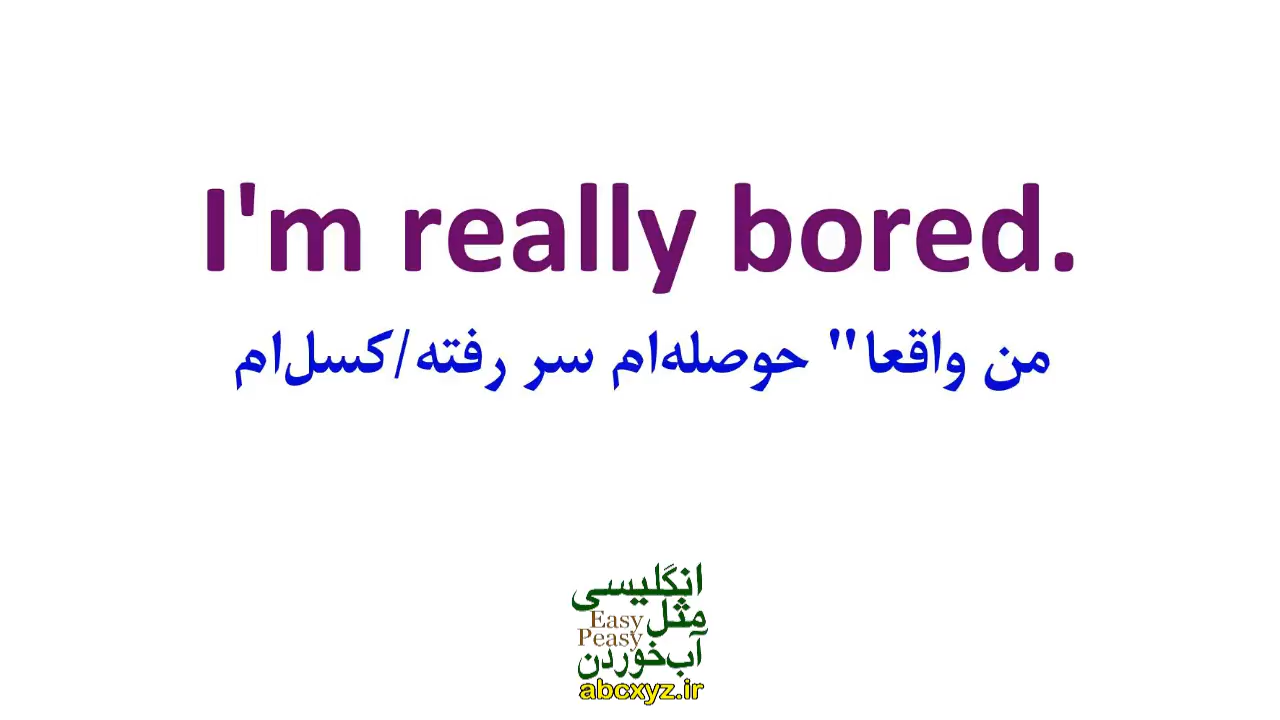 I'm really bored.
من واقعا" حوصله‌ام سر رفته/کسل‌ام
انگلیسی
مثل
Easy
Peasy
آب‌خوردن
abcxyz.ir